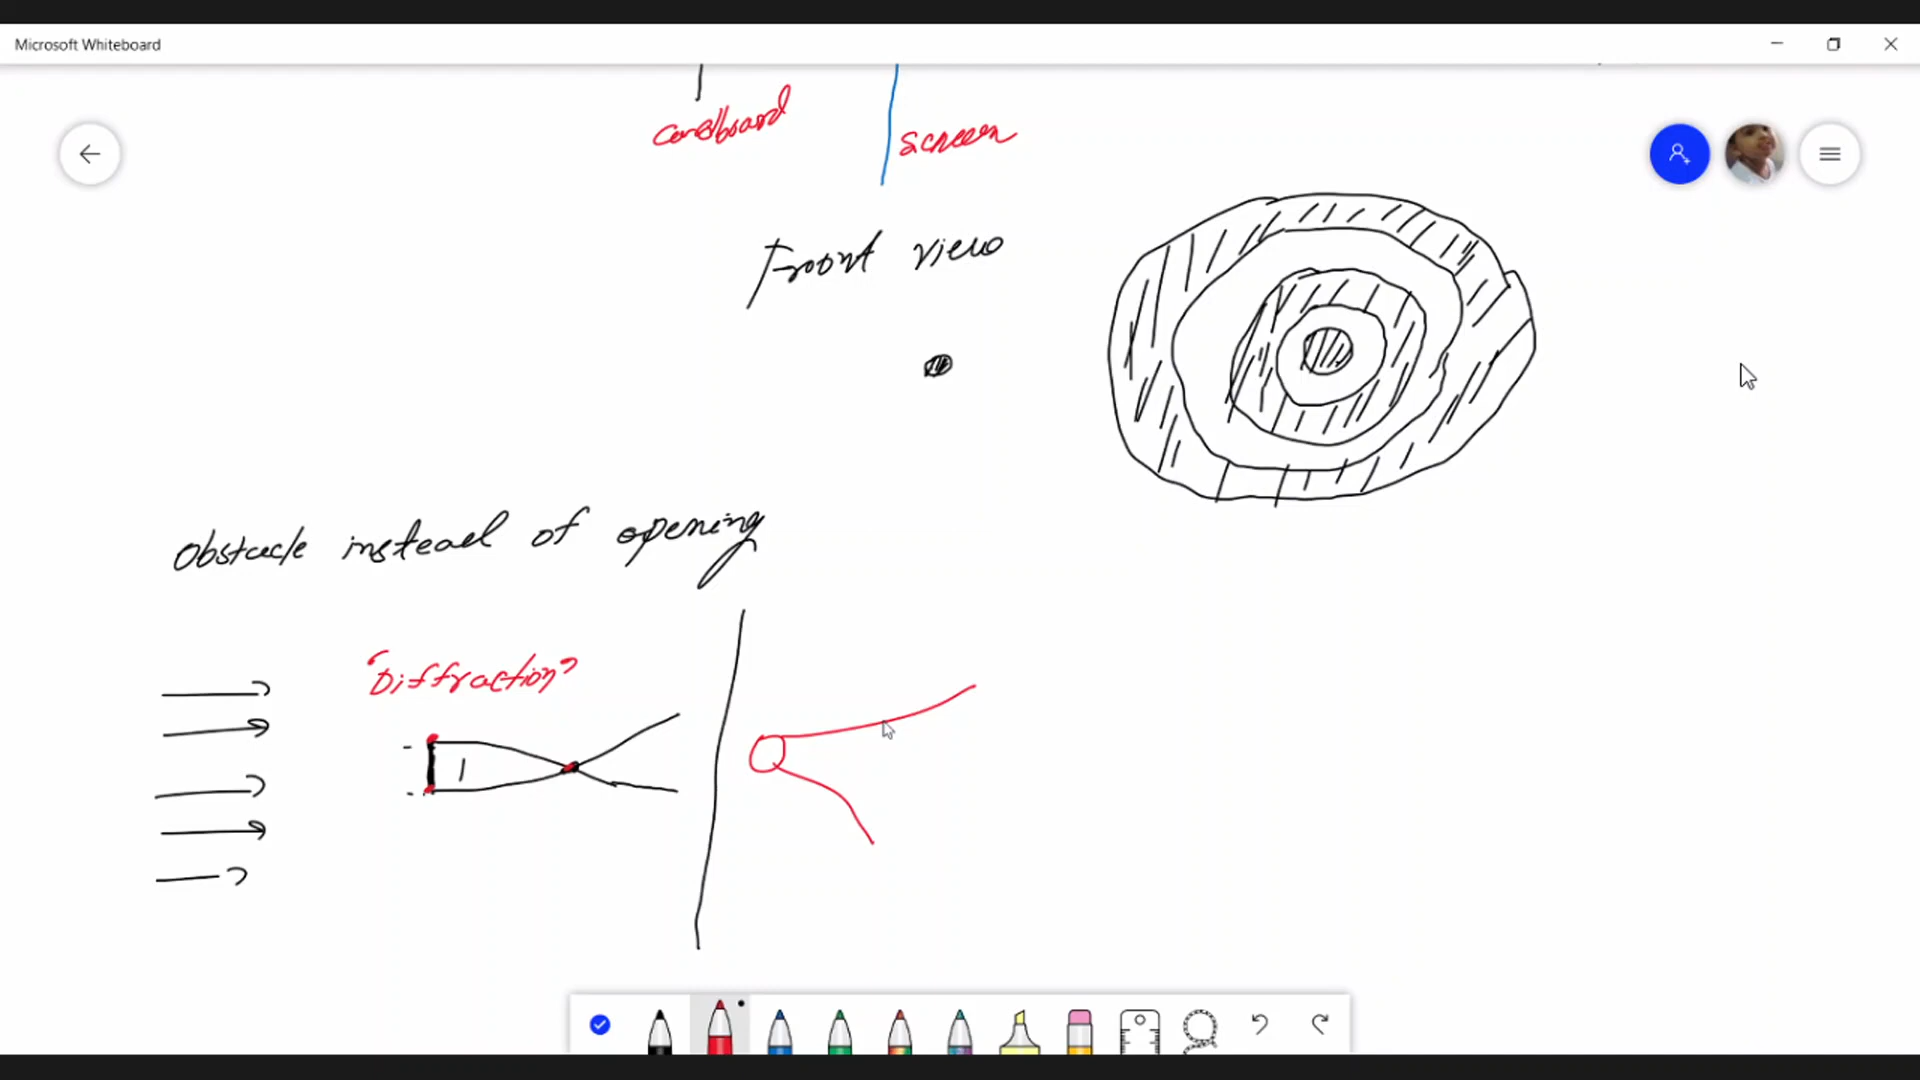 Microsoft Whiteboard
cardboard
screen
Front view
Obstacle instead of opening
"Diffraction"